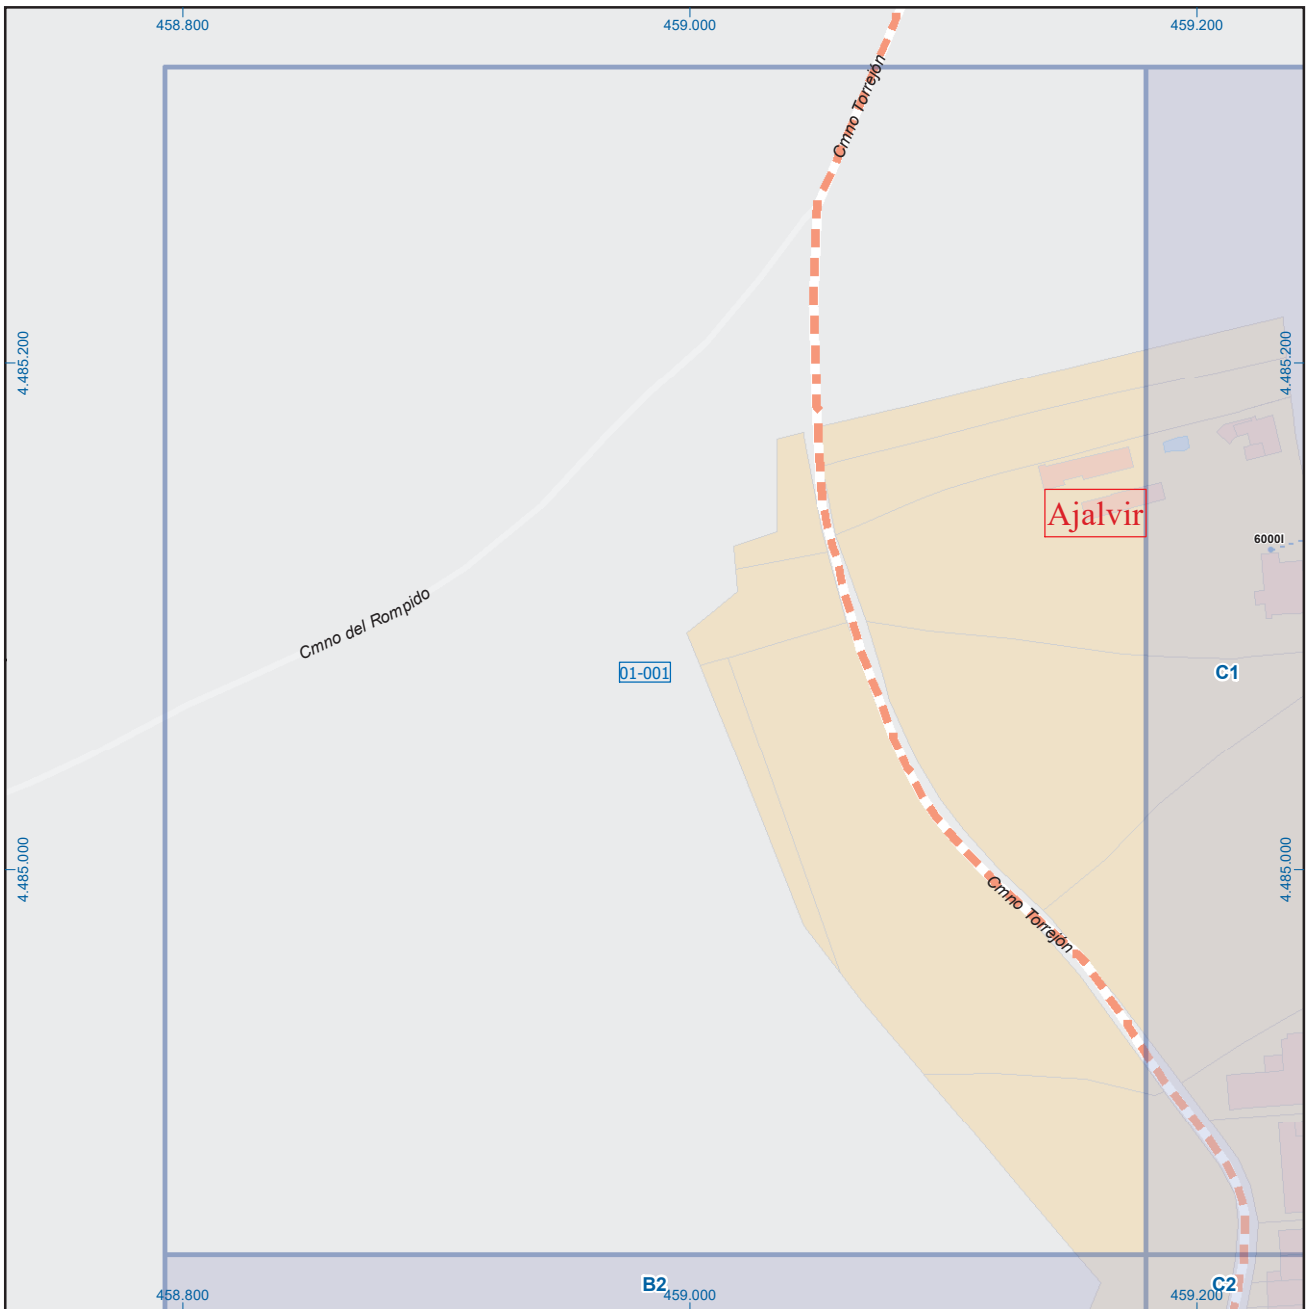 458.800
459.000
459.200
Cmno Torrejón
4.485.200
4.485.200
Ajalvir
6000l
Cmno del Rompido
01-001
C1
4.485.000
4.485.000
Cmno Torrejón
B2
C2
458.800
459.000
459.200